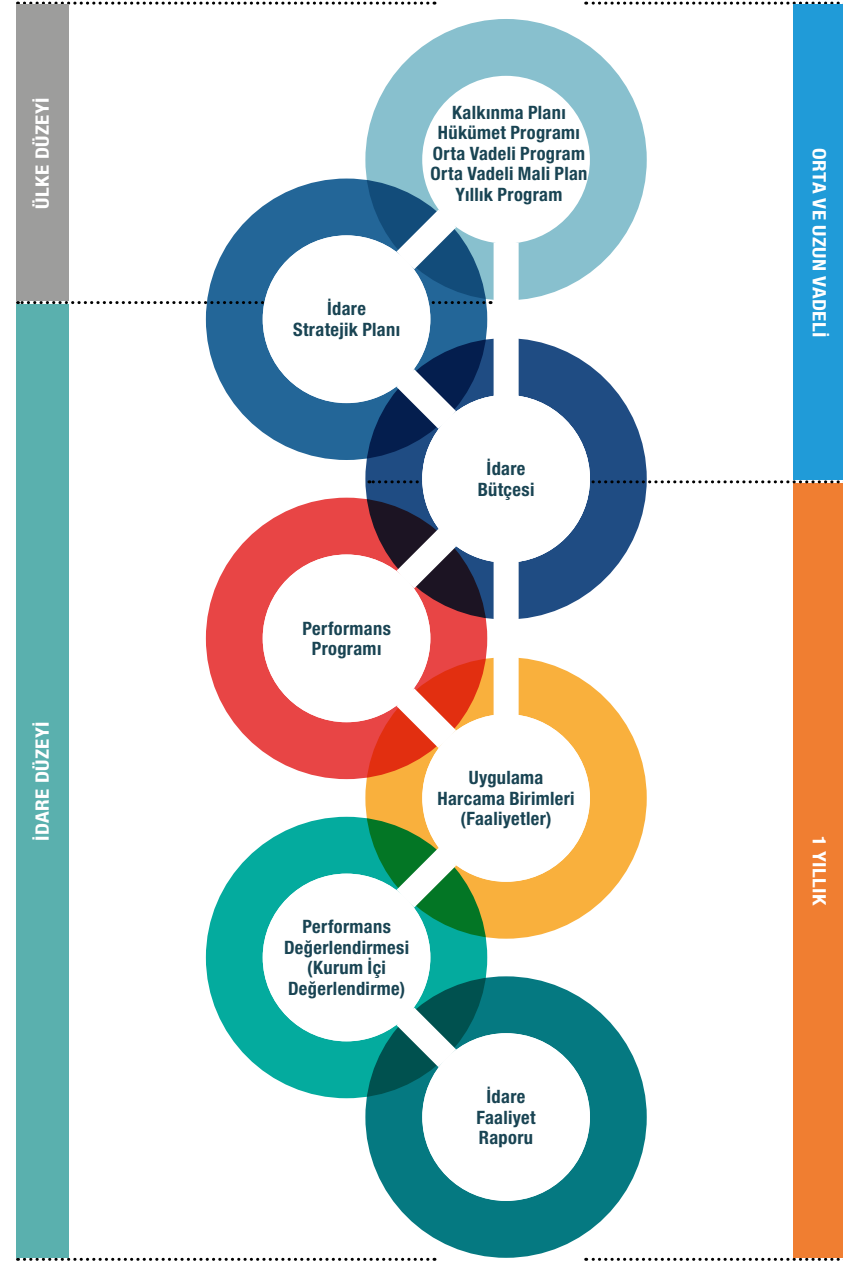 ÜLKE DÜZEYİ
ORTA VE UZUN VADELİ
Kalkınma Planı
Hükümet Programı
Orta Vadeli Program
Orta Vadeli Mali Plan
Yıllık Program
İdare
Stratejik Planı
İdare
Bütçesi
İDARE DÜZEYİ
1 YILLIK
Performans
Programı
Uygulama
Harcama Birimleri
(Faaliyetler)
Performans
Değerlendirmesi
(Kurum İçi
Değerlendirme)
İdare
Faaliyet
Raporu